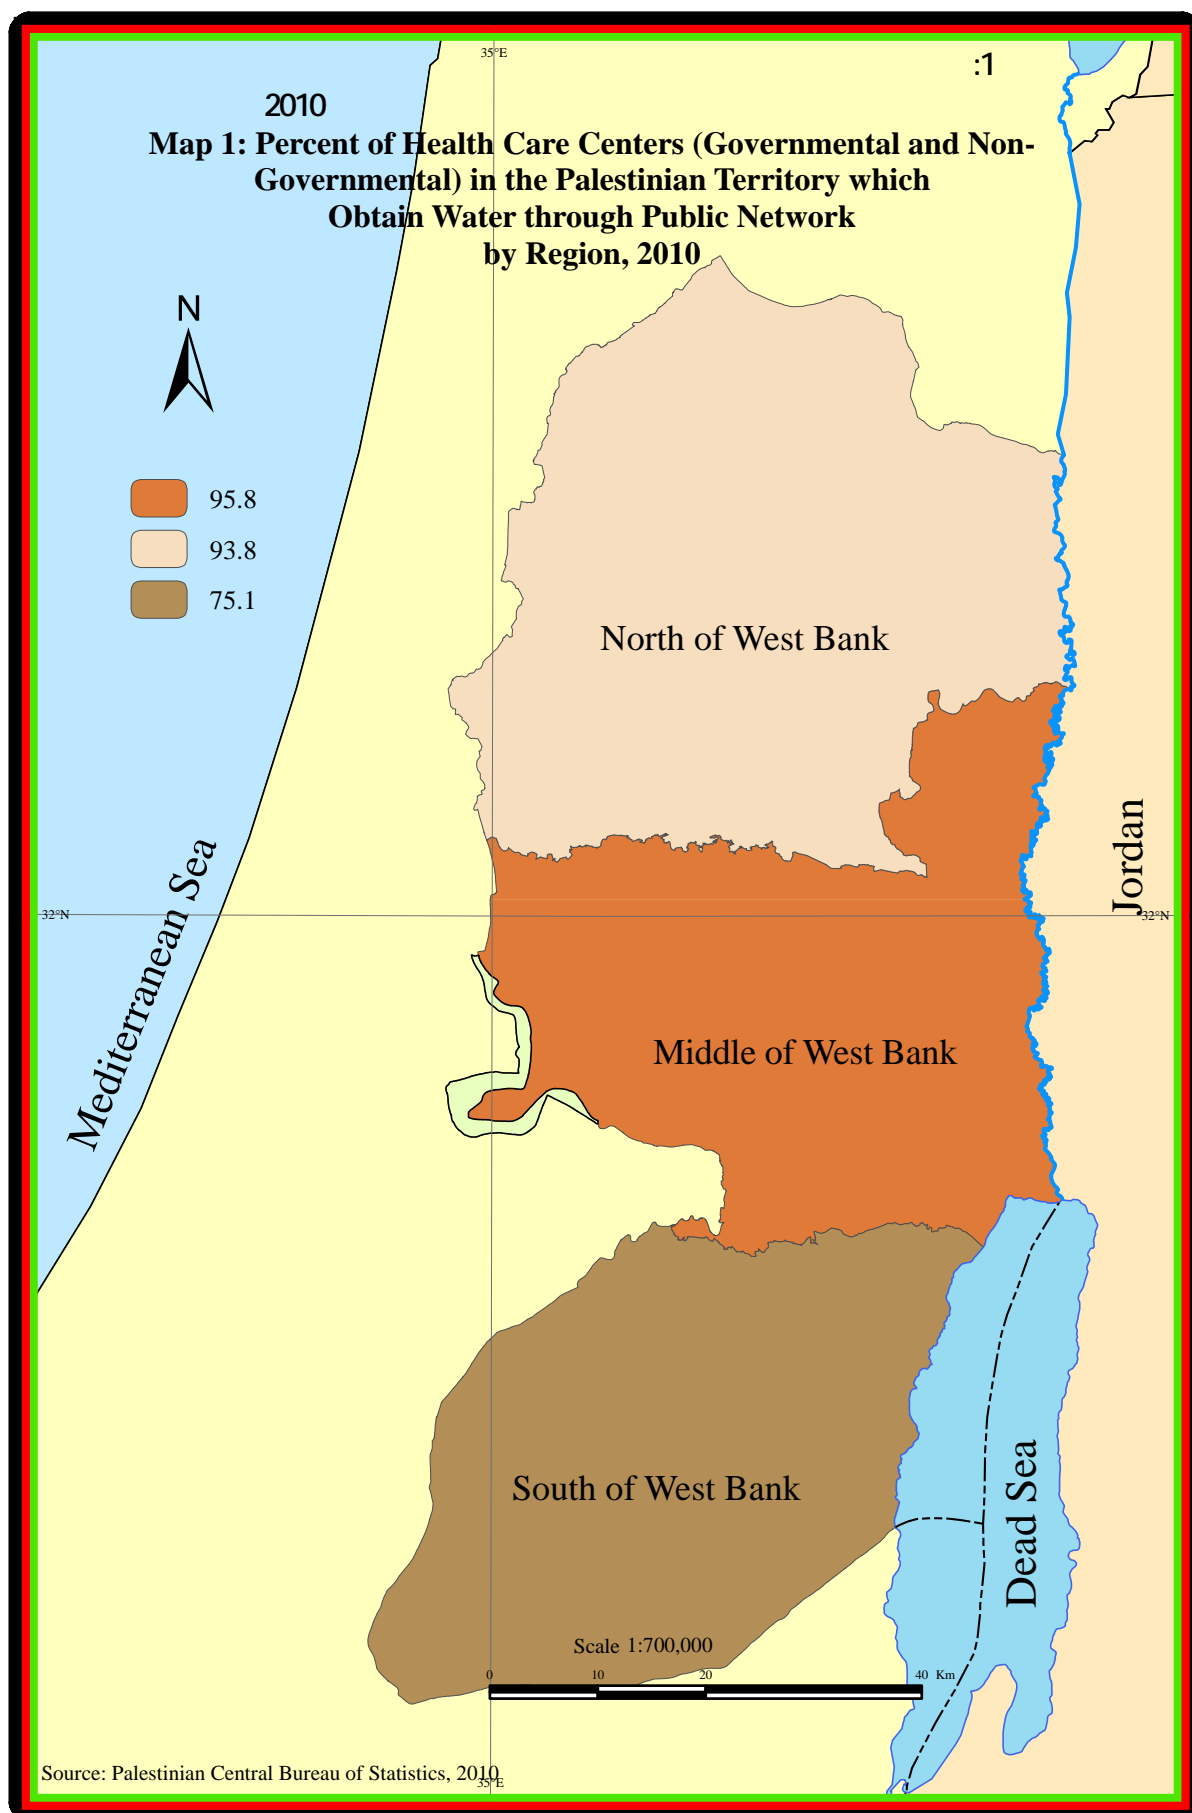 35°E
:1
2010
Map 1: Percent of Health Care Centers (Governmental and Non-
Governmental) in the Palestinian Territory which
Obtain Water through Public Network
by Region, 2010
N
95.8
93.8
75.1
North of West Bank
Jordan
Mediterranean Sea
32°N
32°N
Middle of West Bank
South of West Bank
Dead Sea
Scale 1:700,000
0 10 20 40 Km
Source: Palestinian Central Bureau of Statistics, 2010
35°E